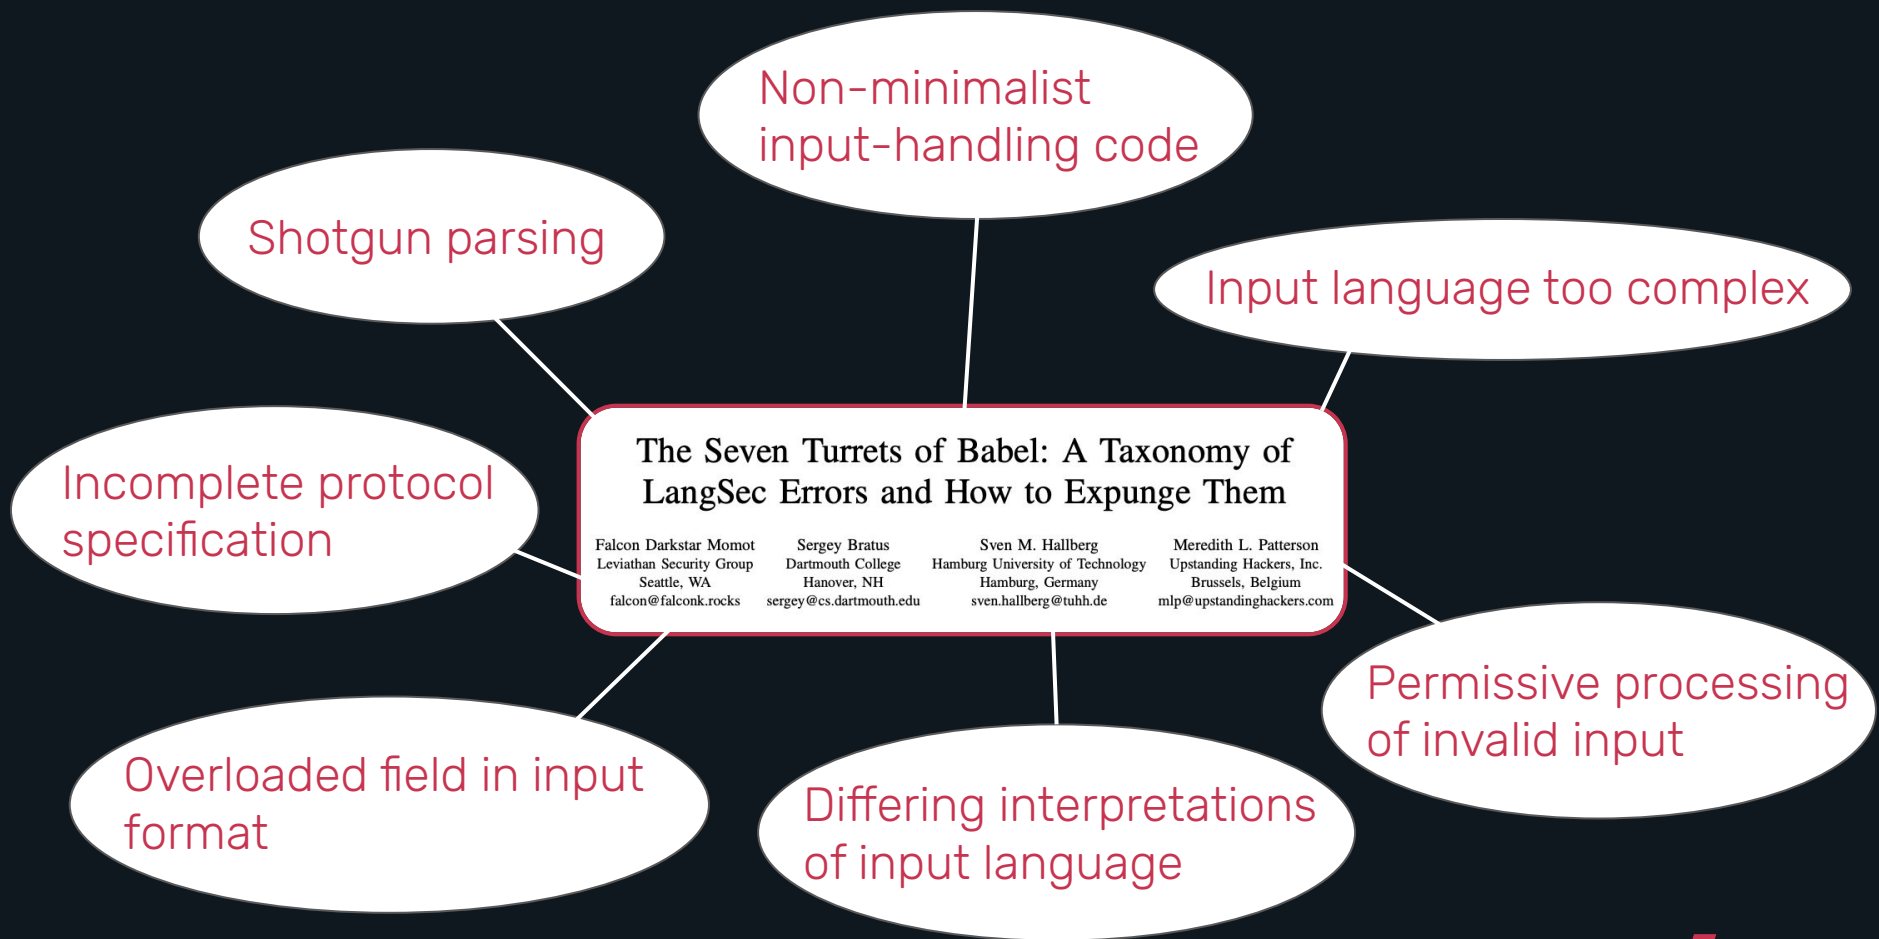 Non-minimalist
input-handling code
Shotgun parsing
Input language too complex
The Seven Turrets of Babel: A Taxonomy of
LangSec Errors and How to Expunge Them
Falcon Darkstar Momot
Leviathan Security Group
Seattle, WA
falcon@falconk.rocks
Sergey Bratus
Dartmouth College
Hanover, NH
sergey@cs.dartmouth.edu
Sven M. Hallberg
Hamburg University of Technology
Hamburg, Germany
sven.hallberg@tuhh.de
Meredith L. Patterson
Upstanding Hackers, Inc.
Brussels, Belgium
mlp@upstandinghackers.com
Incomplete protocol
specification
Permissive processing
of invalid input
Overloaded field in input
format
Differing interpretations
of input language